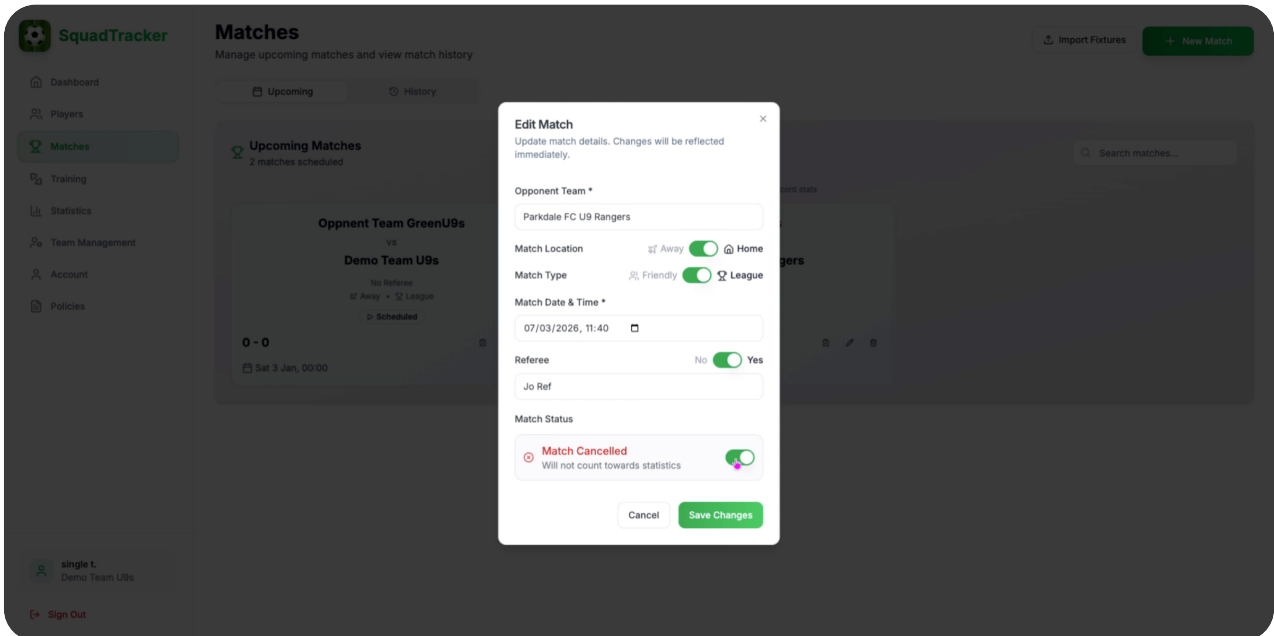 SquadTracker
Dashboard
Players
Matches
Training
Statistics
Team Management
Account
Policies
single t.
Demo Team U9s
Sign Out
Matches
Manage upcoming matches and view match history
Import Fixtures
+ New Match
Upcoming
History
Upcoming Matches
2 matches scheduled
Search matches...
Oppnent Team GreenU9s
vs
Demo Team U9s
No Referee
Away • League
Scheduled
0 - 0
Sat 3 Jan, 00:00
stats
gers
Edit Match
Update match details. Changes will be reflected
immediately.
Opponent Team *
Parkdale FC U9 Rangers
Match Location Away Home
Match Type Friendly League
Match Date & Time *
07/03/2026, 11:40
Referee No Yes
Jo Ref
Match Status
Match Cancelled
Will not count towards statistics
Cancel
Save Changes